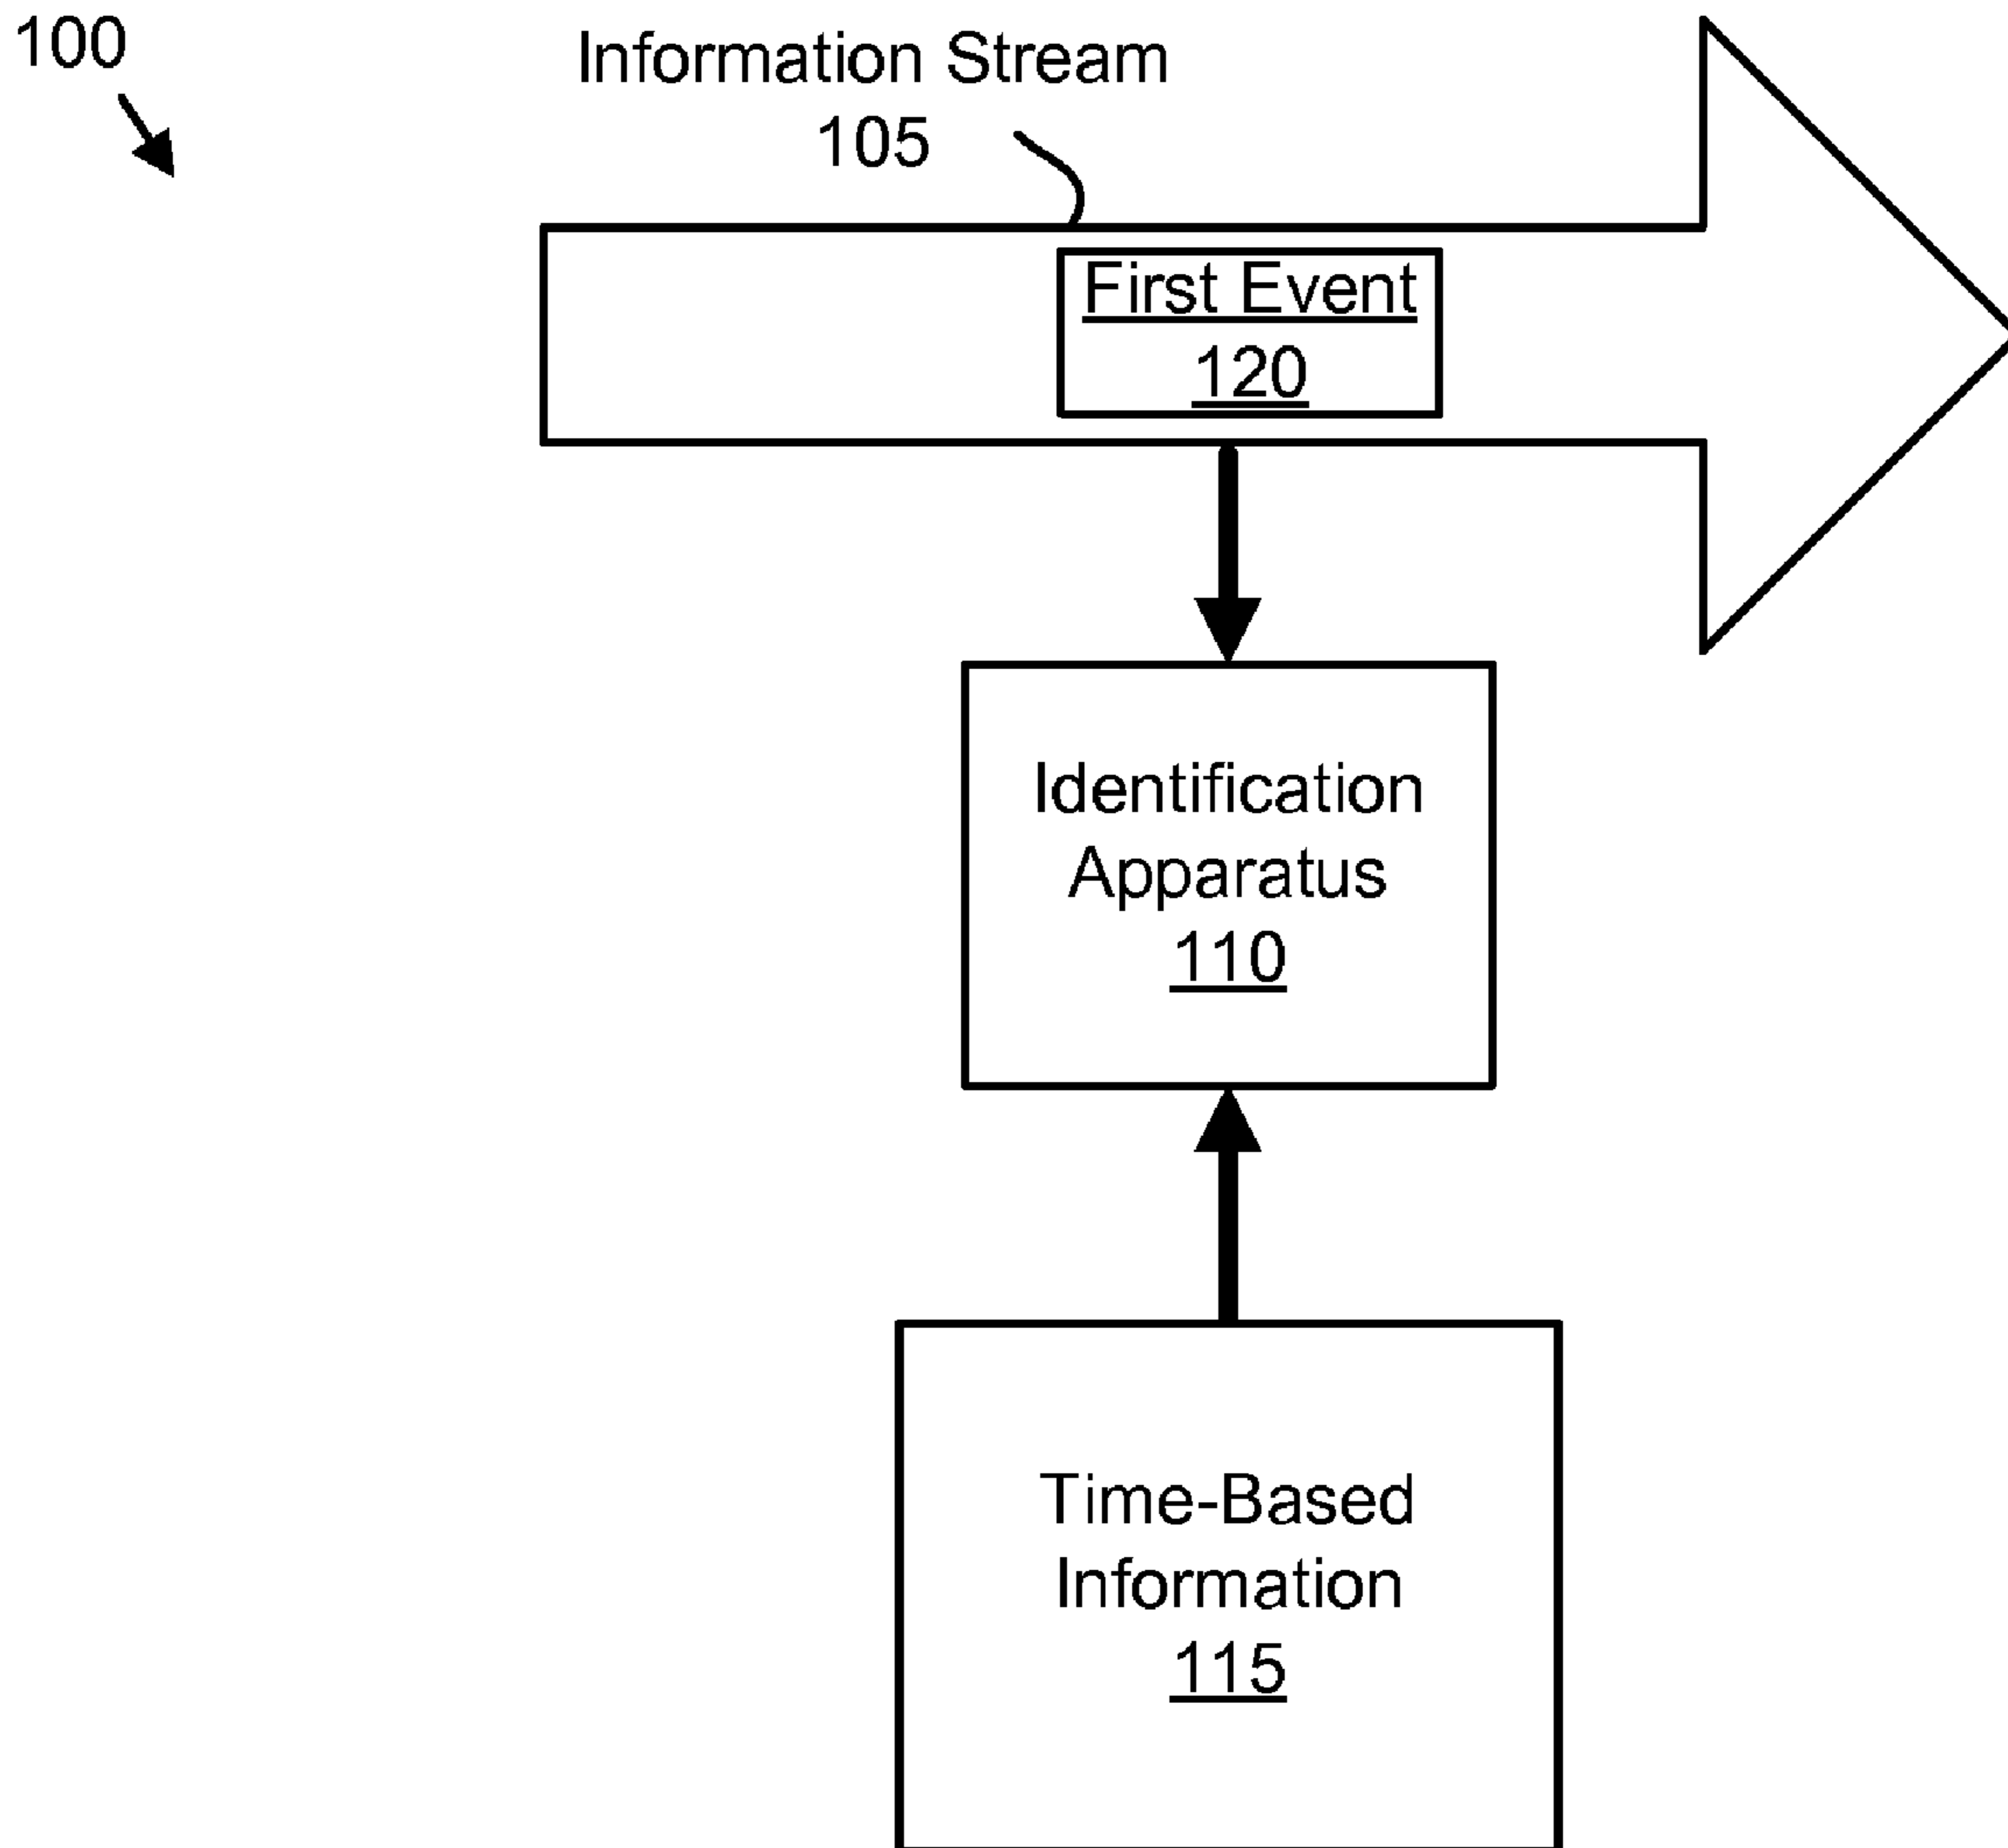 100
Information Stream
105
First Event
120
Identification
Apparatus
110
Time-Based
Information
115